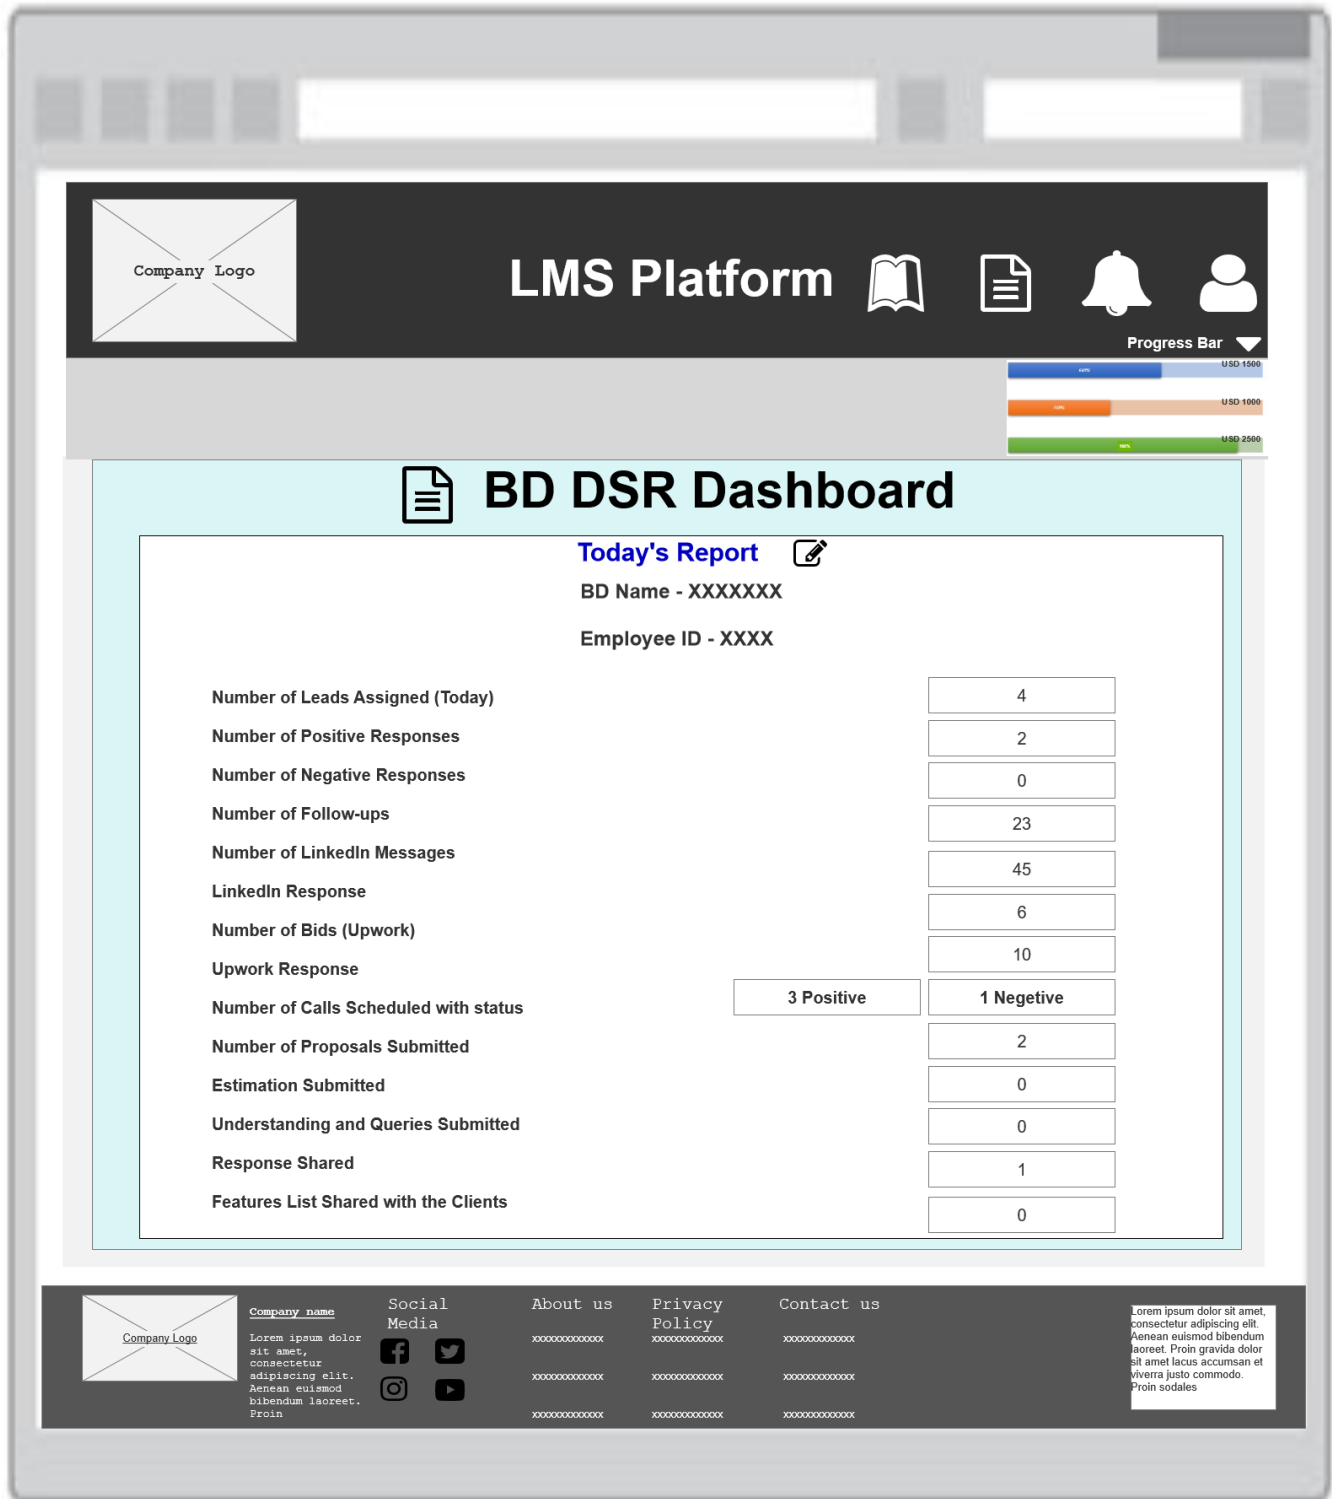 Company Logo
LMS Platform
Progress Bar
USD 1500
USD 1000
USD 2500
BD DSR Dashboard
Today's Report
BD Name - XXXXXXX
Employee ID - XXXX
Number of Leads Assigned (Today)
4
Number of Positive Responses
2
Number of Negative Responses
0
Number of Follow-ups
23
Number of LinkedIn Messages
45
LinkedIn Response
6
Number of Bids (Upwork)
10
Upwork Response
3 Positive
1 Negetive
Number of Calls Scheduled with status
2
Number of Proposals Submitted
0
Estimation Submitted
0
Understanding and Queries Submitted
1
Response Shared
0
Features List Shared with the Clients
Company Logo
Company name
Lorem ipsum dolor
sit amet,
consectetur
adipiscing elit.
Aenean euismod
bibendum laoreet.
Proin
Social
Media
About us
xxxxxxxxxxxxx
xxxxxxxxxxxxx
xxxxxxxxxxxxx
Privacy
Policy
xxxxxxxxxxxxx
xxxxxxxxxxxxx
xxxxxxxxxxxxx
Contact us
xxxxxxxxxxxxx
xxxxxxxxxxxxx
xxxxxxxxxxxxx
Lorem ipsum dolor sit amet,
consectetur adipiscing elit.
Aenean euismod bibendum
laoreet. Proin gravida dolor
sit amet lacus accumsan et
viverra justo commodo.
Proin sodales